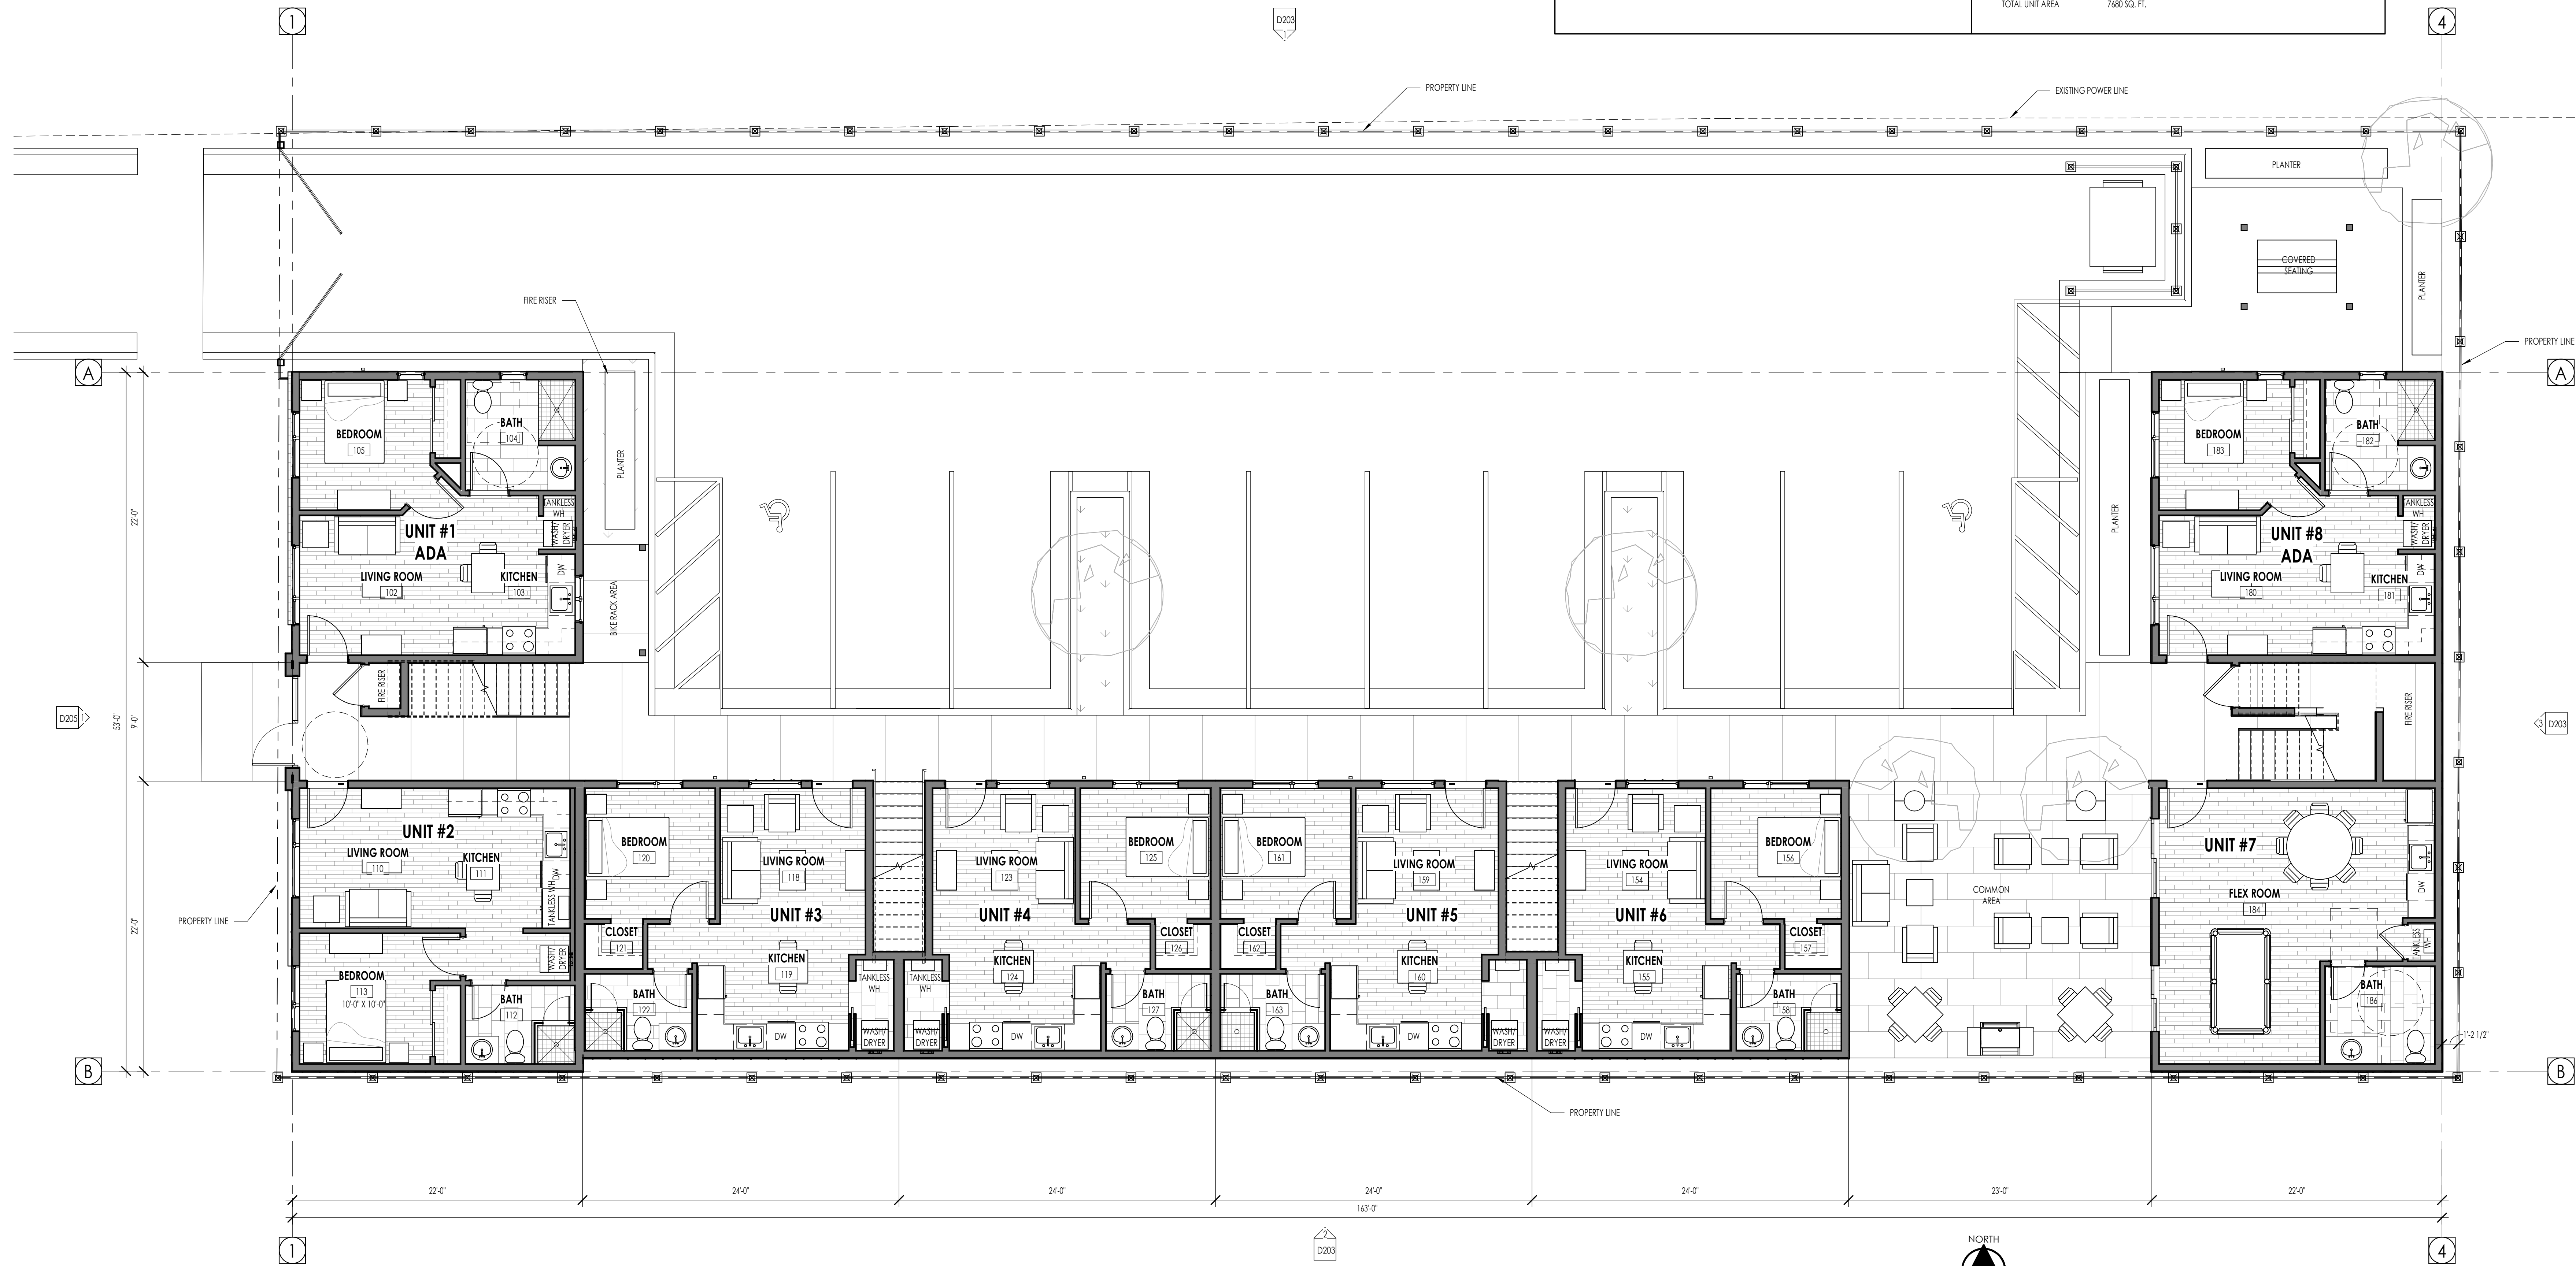 TOTAL UNIT AREA 7680 SQ. FT.
1
D203
1
4
PROPERTY LINE
EXISTING POWER LINE
PLANTER
COVERED
SEATING
PLANTER
FIRE RISER
PROPERTY LINE
A
A
BEDROOM
105
BATH
104
PLANTER
TANKLESS
WH
WASH/
DRYER
UNIT #1
ADA
LIVING ROOM
102
KITCHEN
103
DW
BIKE RACK AREA
FIRE RISER
PLANTER
BEDROOM
183
BATH
182
TANKLESS
WH
WASH/
DRYER
UNIT #8
ADA
LIVING ROOM
180
KITCHEN
181
DW
FIRE RISER
22'-0"
53'-0"
9'-0"
22'-0"
D205
1
3
D203
UNIT #2
LIVING ROOM
110
KITCHEN
111
DW
TANKLESS WH
WASH/
DRYER
BEDROOM
113
10'-0" X 10'-0"
BATH
112
PROPERTY LINE
BEDROOM
120
LIVING ROOM
118
UNIT #3
CLOSET
121
KITCHEN
119
BATH
122
DW
TANKLESS
WH
WASH/
DRYER
LIVING ROOM
123
BEDROOM
125
UNIT #4
CLOSET
126
KITCHEN
124
TANKLESS
WH
WASH/
DRYER
DW
BATH
127
BEDROOM
161
LIVING ROOM
159
UNIT #5
CLOSET
162
KITCHEN
160
BATH
163
DW
TANKLESS
WH
WASH/
DRYER
LIVING ROOM
154
BEDROOM
156
UNIT #6
CLOSET
157
KITCHEN
155
TANKLESS
WH
WASH/
DRYER
DW
BATH
158
COMMON
AREA
UNIT #7
FLEX ROOM
184
DW
TANKLESS
WH
BATH
186
1'-2 1/2"
B
B
PROPERTY LINE
22'-0"
24'-0"
24'-0"
24'-0"
24'-0"
23'-0"
22'-0"
163'-0"
1
2
D203
NORTH
4